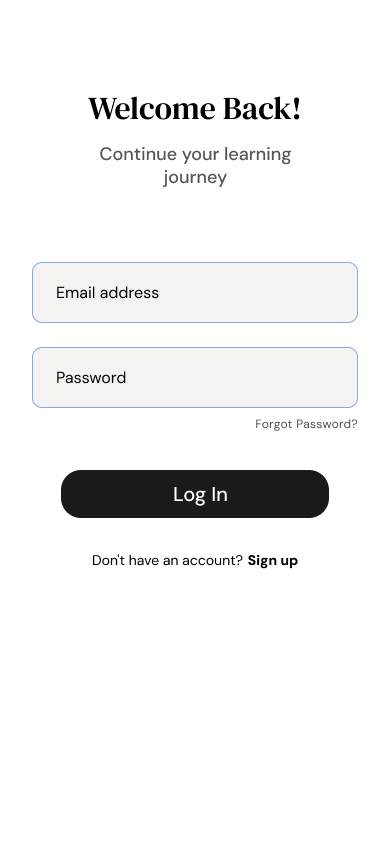 Welcome Back!
Continue your learning
journey
Email address
Password
Forgot Password?
Log In
Don't have an account? Sign up